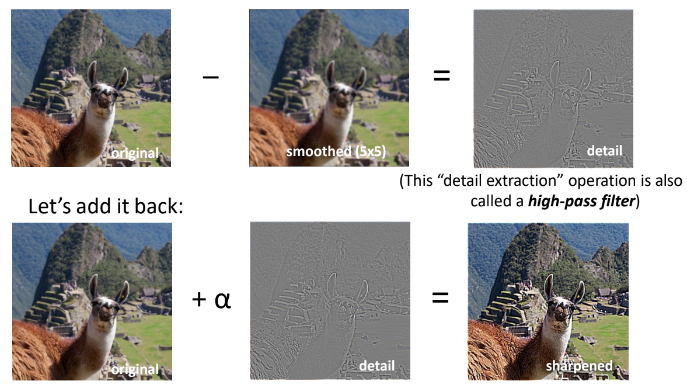 − =
original
smoothed (5x5)
detail
(This “detail extraction” operation is also
called a high-pass filter)
Let’s add it back:
+ α =
original
detail
sharpened